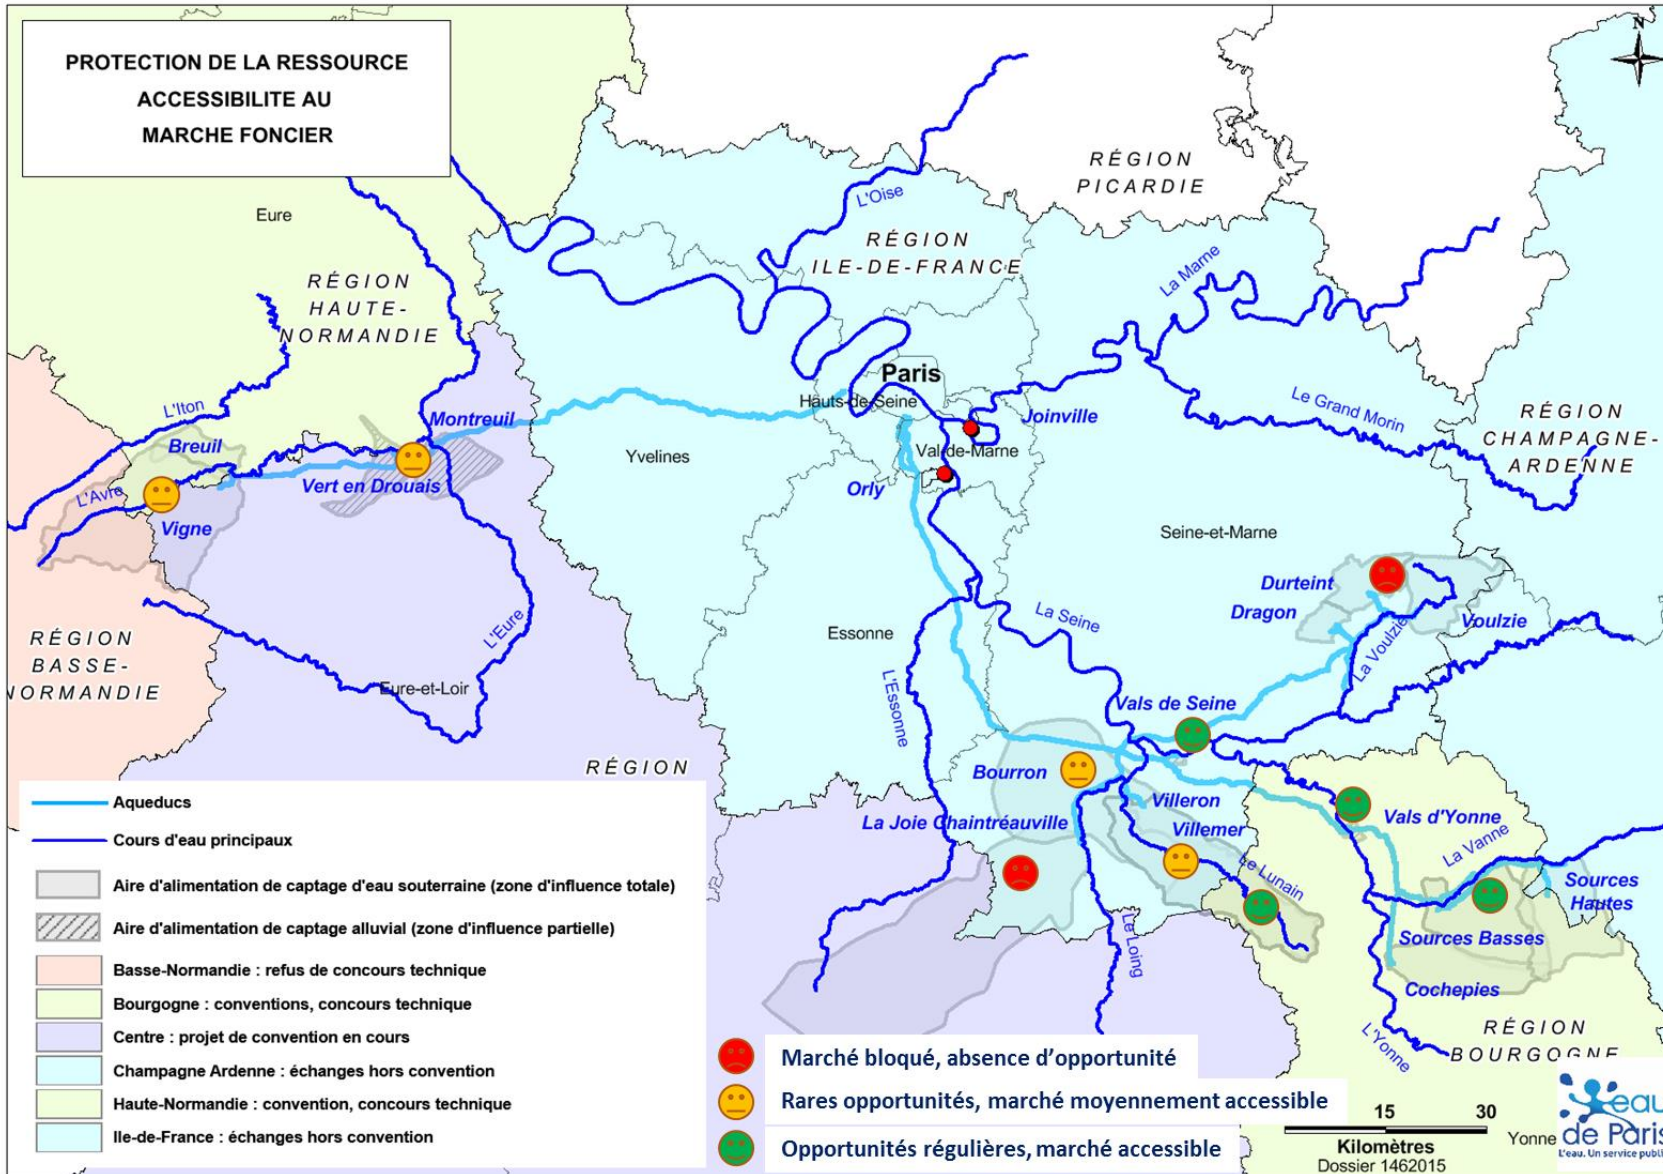 PROTECTION DE LA RESSOURCE
ACCESSIBILITE AU
MARCHE FONCIER
N
RÉGION
PICARDIE
Eure
L'Oise
RÉGION
ILE-DE-FRANCE
La Marne
RÉGION
HAUTE-
NORMANDIE
Paris
Hauts-de-Seine
Joinville
Le Grand Morin
RÉGION
CHAMPAGNE-
ARDENNE
L'Iton
Montreuil
Breuil
Yvelines
Val-de-Marne
L'Avre
Vert en Drouais
Orly
Vigne
Seine-et-Marne
Durteint
Dragon
Voulzie
La Seine
La Voulzie
Essonne
RÉGION
BASSE-
NORMANDIE
L'Eure
Eure-et-Loir
L'Essonne
Vals de Seine
RÉGION
Bourron
Villeron
La Joie Chaintréauville
Villemer
Vals d'Yonne
La Vanne
Le Lunain
Sources
Hautes
Sources Basses
Le Loing
Cochepies
L'Yonne
RÉGION
BOURGOGNE
Aqueducs
Cours d'eau principaux
Aire d'alimentation de captage d'eau souterraine (zone d'influence totale)
Aire d'alimentation de captage alluvial (zone d'influence partielle)
Basse-Normandie : refus de concours technique
Bourgogne : conventions, concours technique
Centre : projet de convention en cours
Champagne Ardenne : échanges hors convention
Haute-Normandie : convention, concours technique
Ile-de-France : échanges hors convention
Marché bloqué, absence d'opportunité
Rares opportunités, marché moyennement accessible
Opportunités régulières, marché accessible
15 30
Kilomètres
Dossier 1462015
Yonne
eau
de Paris
L'eau. Un service publi